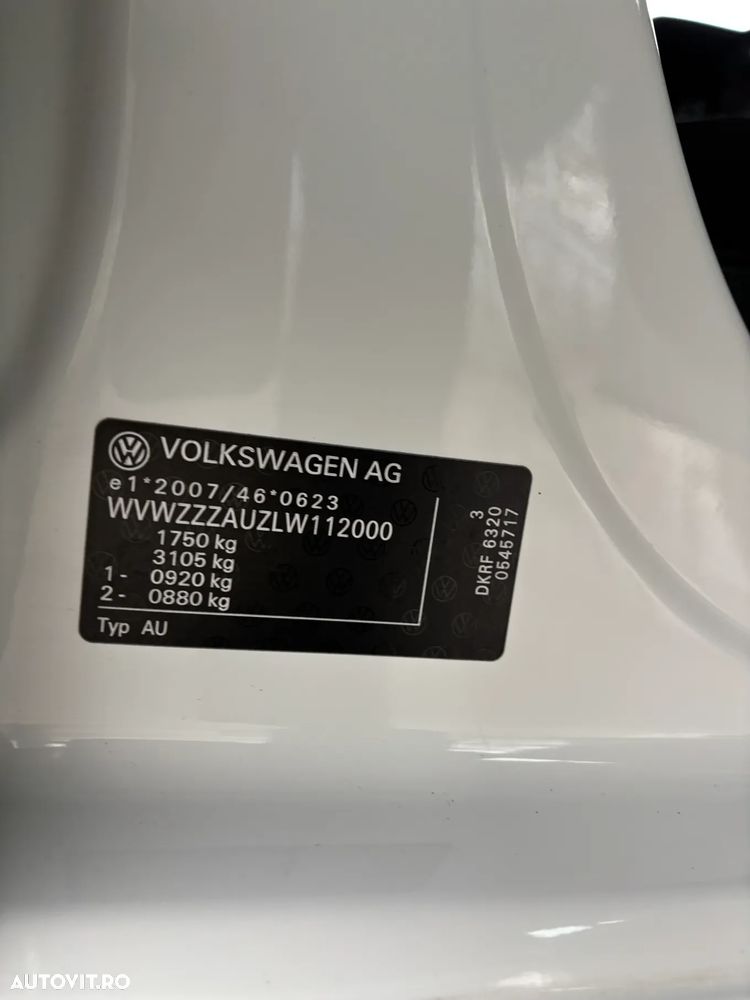 VOLKSWAGEN AG
e1*2007/46*0623
WVWZZZAUZLW112000
1750 kg
3105 kg
1- 0920 kg
2- 0880 kg
Typ AU
3
DKRF 6320
0545717
AUTOVIT.RO